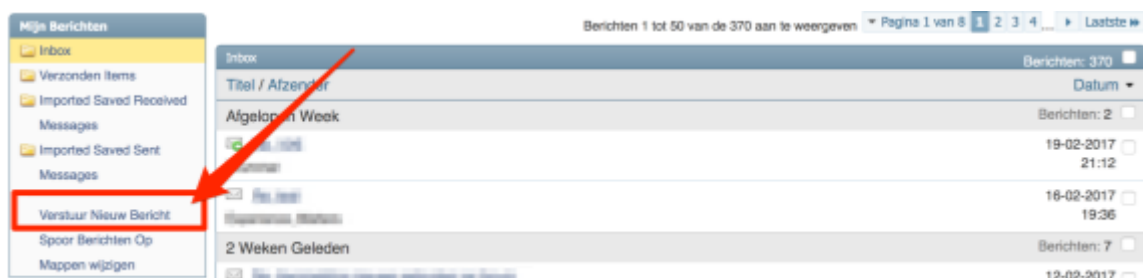 Mijn Berichten
Inbox
Verzonden Items
Imported Saved Received
Messages
Imported Saved Sent
Messages
Verstuur Nieuw Bericht
Spoor Berichten Op
Mappen wijzigen
Berichten 1 tot 50 van de 370 aan te weergeven Pagina 1 van 8 1 2 3 4 ... Laatste
Inbox Berichten: 370
Titel / Afzender Datum
Afgelopen Week Berichten: 2
19-02-2017
21:12
16-02-2017
19:36
2 Weken Geleden Berichten: 7
12-02-2017